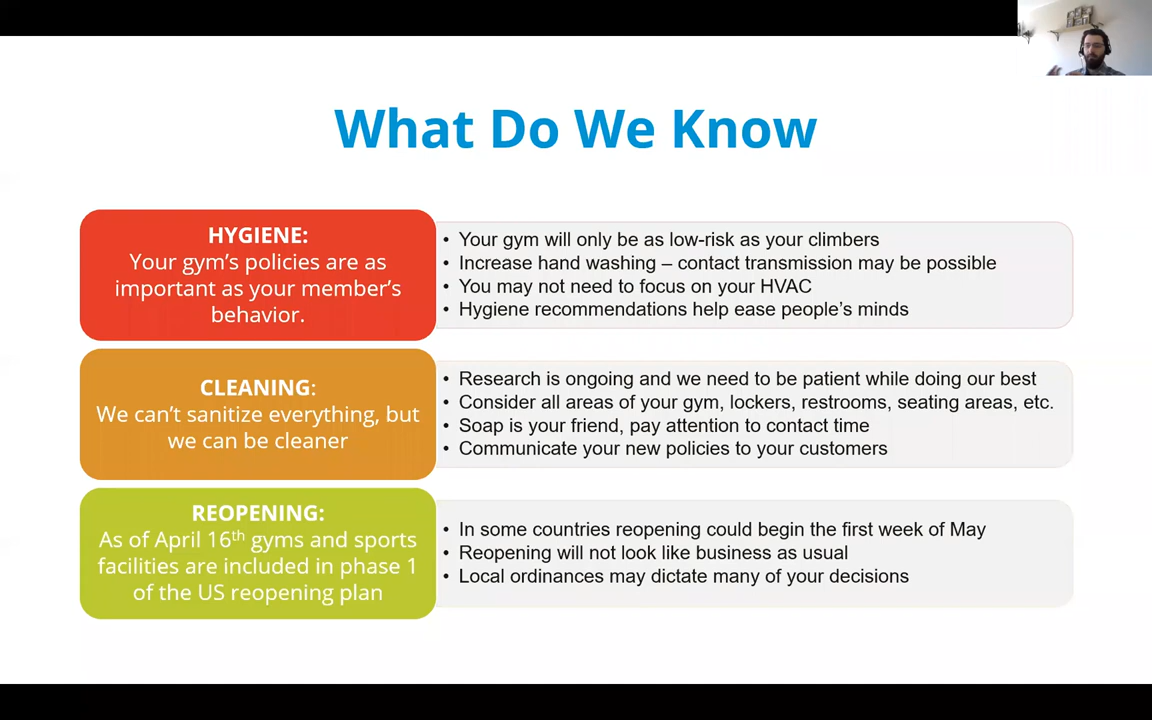 What Do We Know
HYGIENE:
Your gym's policies are as
important as your member's
behavior.
• Your gym will only be as low-risk as your climbers
• Increase hand washing – contact transmission may be possible
• You may not need to focus on your HVAC
• Hygiene recommendations help ease people's minds
CLEANING:
We can't sanitize everything, but
we can be cleaner
• Research is ongoing and we need to be patient while doing our best
• Consider all areas of your gym, lockers, restrooms, seating areas, etc.
• Soap is your friend, pay attention to contact time
• Communicate your new policies to your customers
REOPENING:
As of April 16th gyms and sports
facilities are included in phase 1
of the US reopening plan
• In some countries reopening could begin the first week of May
• Reopening will not look like business as usual
• Local ordinances may dictate many of your decisions